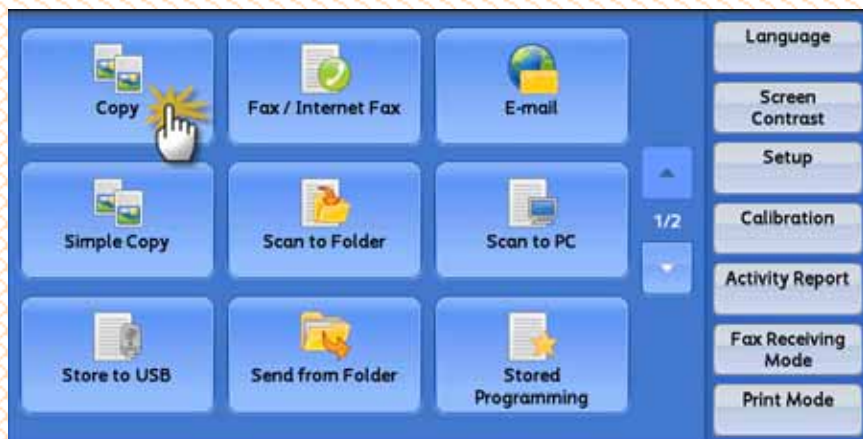 Copy
Fax / Internet Fax
E-mail
Simple Copy
Scan to Folder
Scan to PC
Store to USB
Send from Folder
Stored
Programming
1/2
Language
Screen
Contrast
Setup
Calibration
Activity Report
Fax Receiving
Mode
Print Mode